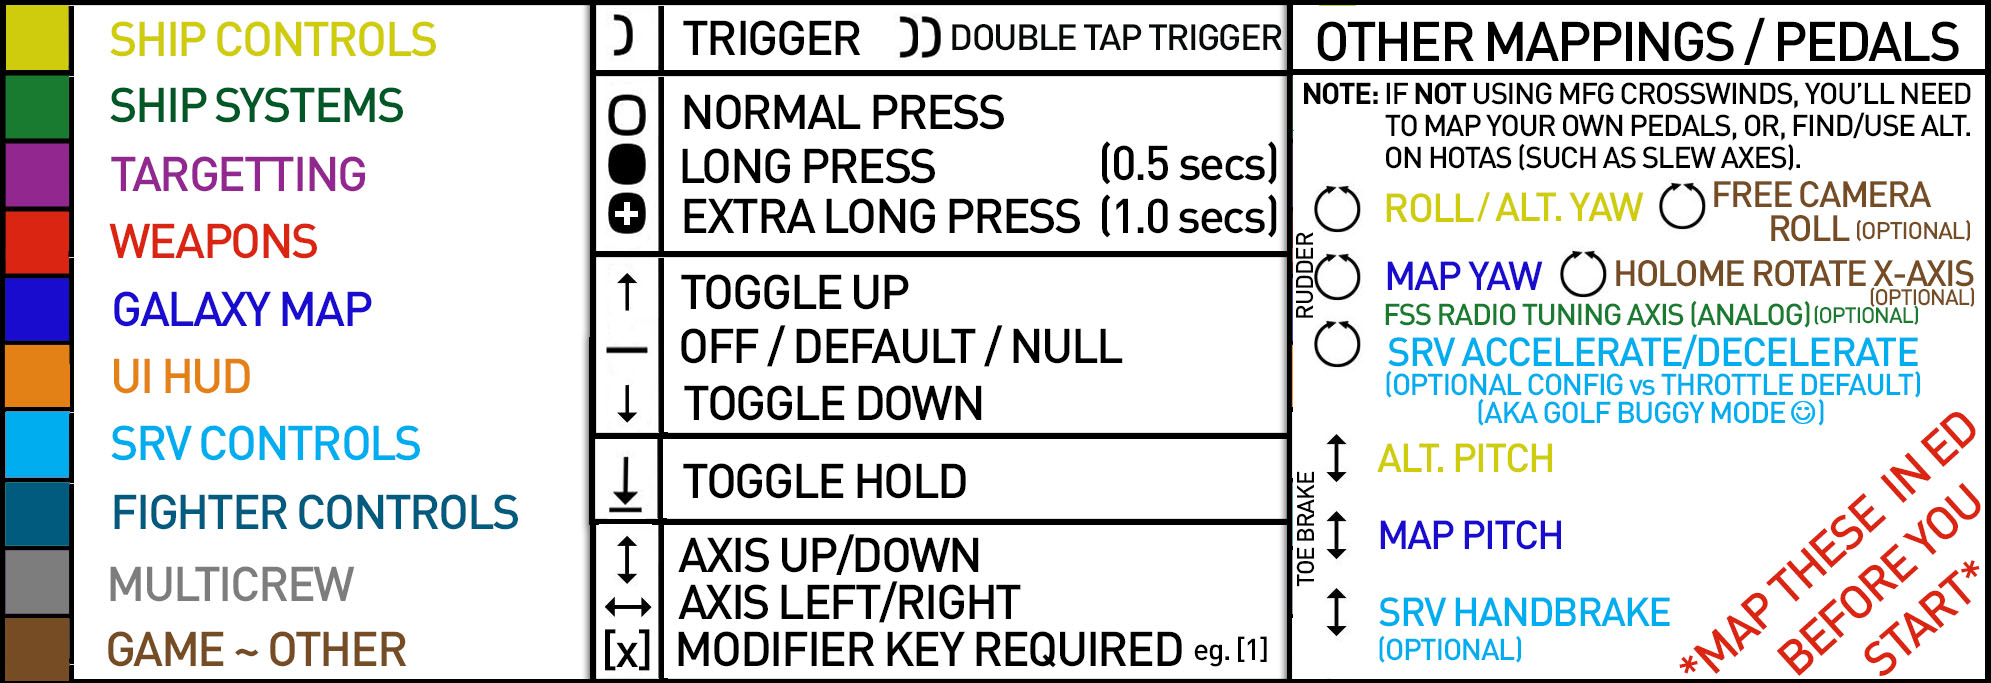 SHIP CONTROLS
SHIP SYSTEMS
TARGETTING
WEAPONS
GALAXY MAP
UI HUD
SRV CONTROLS
FIGHTER CONTROLS
MULTICREW
GAME ~ OTHER
TRIGGER
DOUBLE TAP TRIGGER
NORMAL PRESS
LONG PRESS (0.5 secs)
EXTRA LONG PRESS (1.0 secs)
TOGGLE UP
OFF / DEFAULT / NULL
TOGGLE DOWN
TOGGLE HOLD
AXIS UP/DOWN
AXIS LEFT/RIGHT
[x] MODIFIER KEY REQUIRED eg. [1]
OTHER MAPPINGS / PEDALS
NOTE: IF NOT USING MFG CROSSWINDS, YOU'LL NEED
TO MAP YOUR OWN PEDALS, OR, FIND/USE ALT.
ON HOTAS (SUCH AS SLEW AXES).
RUDDER
ROLL / ALT. YAW
FREE CAMERA
ROLL (OPTIONAL)
MAP YAW
HOLOME ROTATE X-AXIS
(OPTIONAL)
FSS RADIO TUNING AXIS (ANALOG) (OPTIONAL)
SRV ACCELERATE/DECELERATE
(OPTIONAL CONFIG vs THROTTLE DEFAULT)
(AKA GOLF BUGGY MODE ☺)
TOE BRAKE
ALT. PITCH
MAP PITCH
SRV HANDBRAKE
(OPTIONAL)
*MAP THESE IN ED
BEFORE YOU
START*